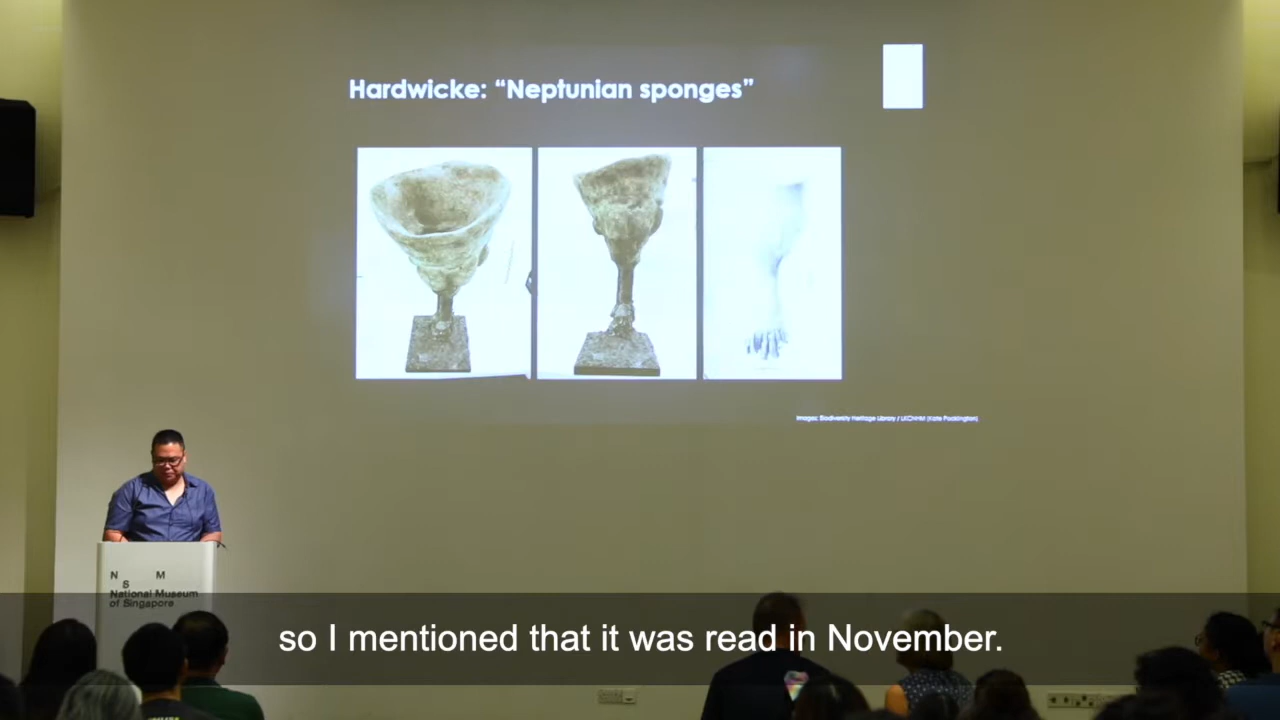 Hardwicke: “Neptunian sponges”
Images: Biodiversity Heritage Library / LKCNHM (Kate Pocklington)
N M
S
National Museum
of Singapore
so I mentioned that it was read in November.